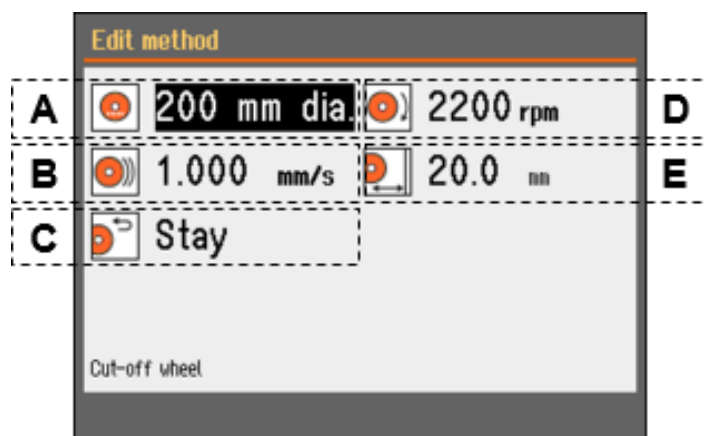 Edit method
A 200 mm dia. 2200 rpm D
B 1.000 mm/s 20.0 mm E
C Stay
Cut-off wheel